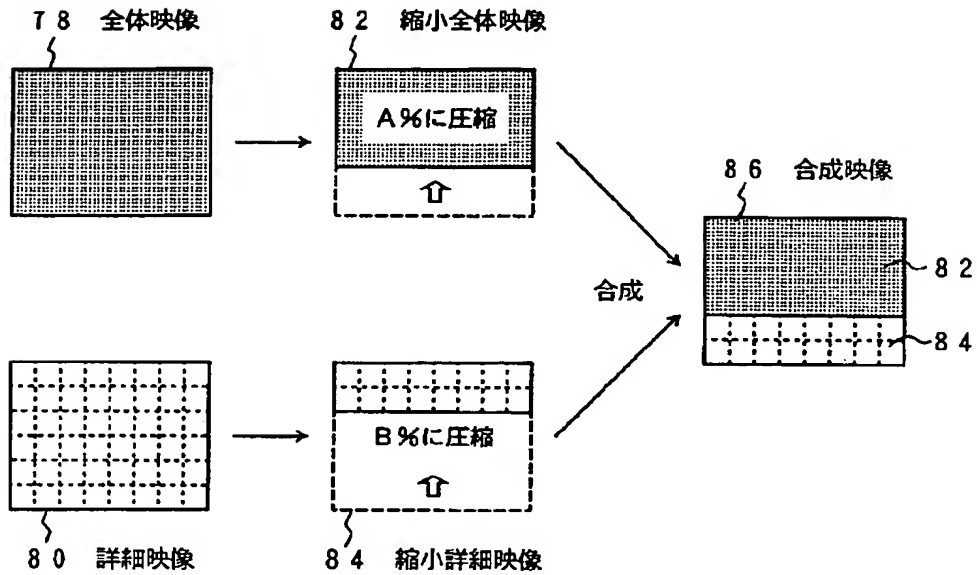 ７８ 全体映像
８２ 縮小全体映像
A％に圧縮
８６ 合成映像
８２
合成
８４
B％に圧縮
８０ 詳細映像
８４ 縮小詳細映像